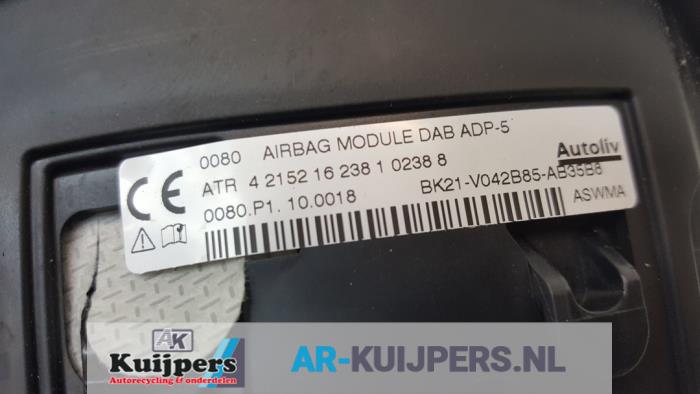 0080 AIRBAG MODULE DAB ADP-5
Autoliv
ATR 4 2152 16 238 1 0238 8
0080.P1. 10.0018
BK21-V042B85-AB35B8
ASWMA
CE
AK
Kuijpers
Autorecycling & onderdelen
AR-KUIJPERS.NL